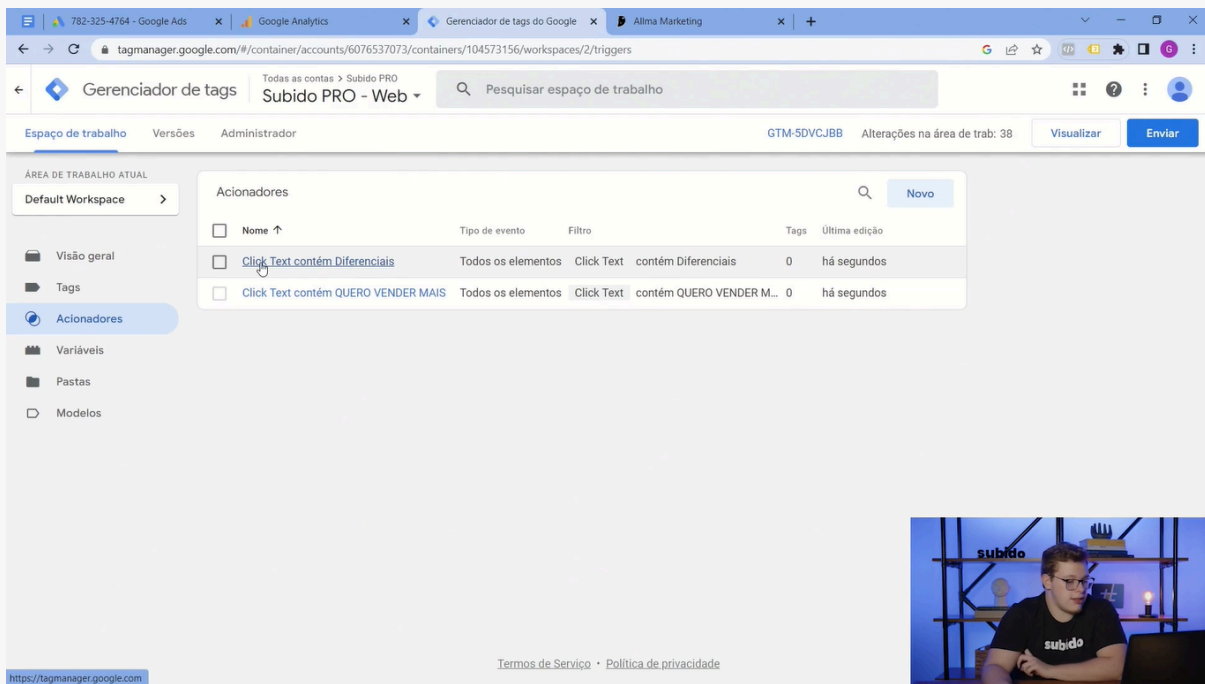 782-325-4764 - Google Ads
Google Analytics
Gerenciador de tags do Google
Allma Marketing
tagmanager.google.com/#/container/accounts/6076537073/containers/104573156/workspaces/2/triggers
Gerenciador de tags
Todas as contas > Subido PRO
Subido PRO - Web
Pesquisar espaço de trabalho
Espaço de trabalho Versões Administrador
GTM-5DVCJBB Alterações na área de trab: 38 Visualizar Enviar
ÁREA DE TRABALHO ATUAL
Default Workspace
Visão geral
Tags
Acionadores
Variáveis
Pastas
Modelos
Acionadores
Novo
Nome Tipo de evento Filtro Tags Última edição
Click Text contém Diferenciais Todos os elementos Click Text contém Diferenciais 0 há segundos
Click Text contém QUERO VENDER MAIS Todos os elementos Click Text contém QUERO VENDER M... 0 há segundos
subido
#
subido
Termos de Serviço • Política de privacidade
https://tagmanager.google.com